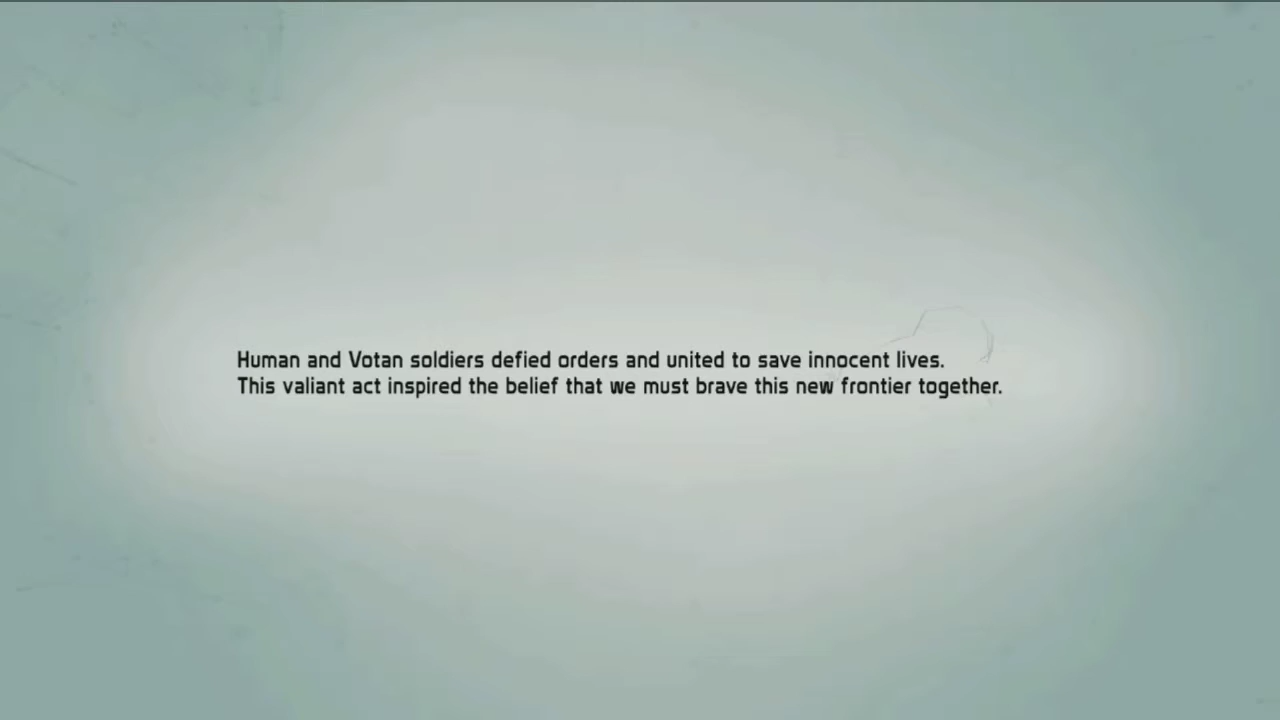 Human and Votan soldiers defied orders and united to save innocent lives.
This valiant act inspired the belief that we must brave this new frontier together.